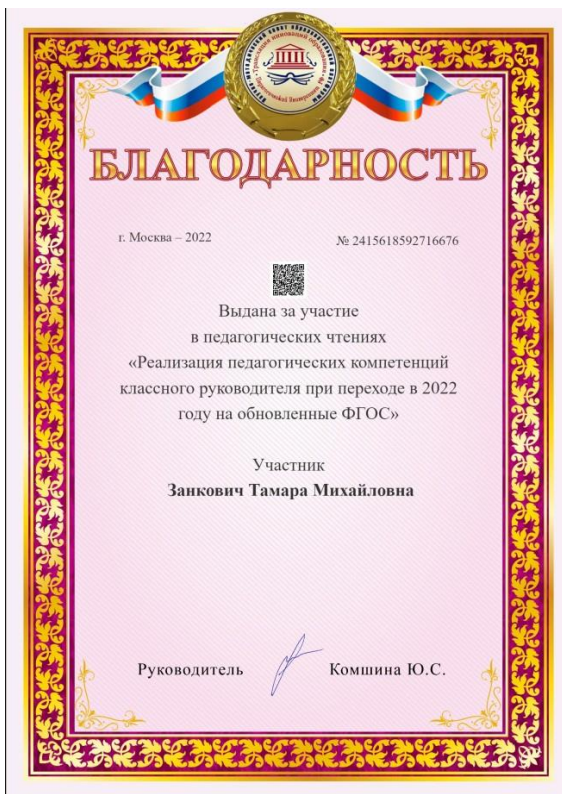 БЛАГОДАРНОСТЬ
г. Москва – 2022
№ 2415618592716676
Выдана за участие
в педагогических чтениях
«Реализация педагогических компетенций
классного руководителя при переходе в 2022
году на обновленные ФГОС»
Участник
Занкович Тамара Михайловна
Руководитель
Комшина Ю.С.